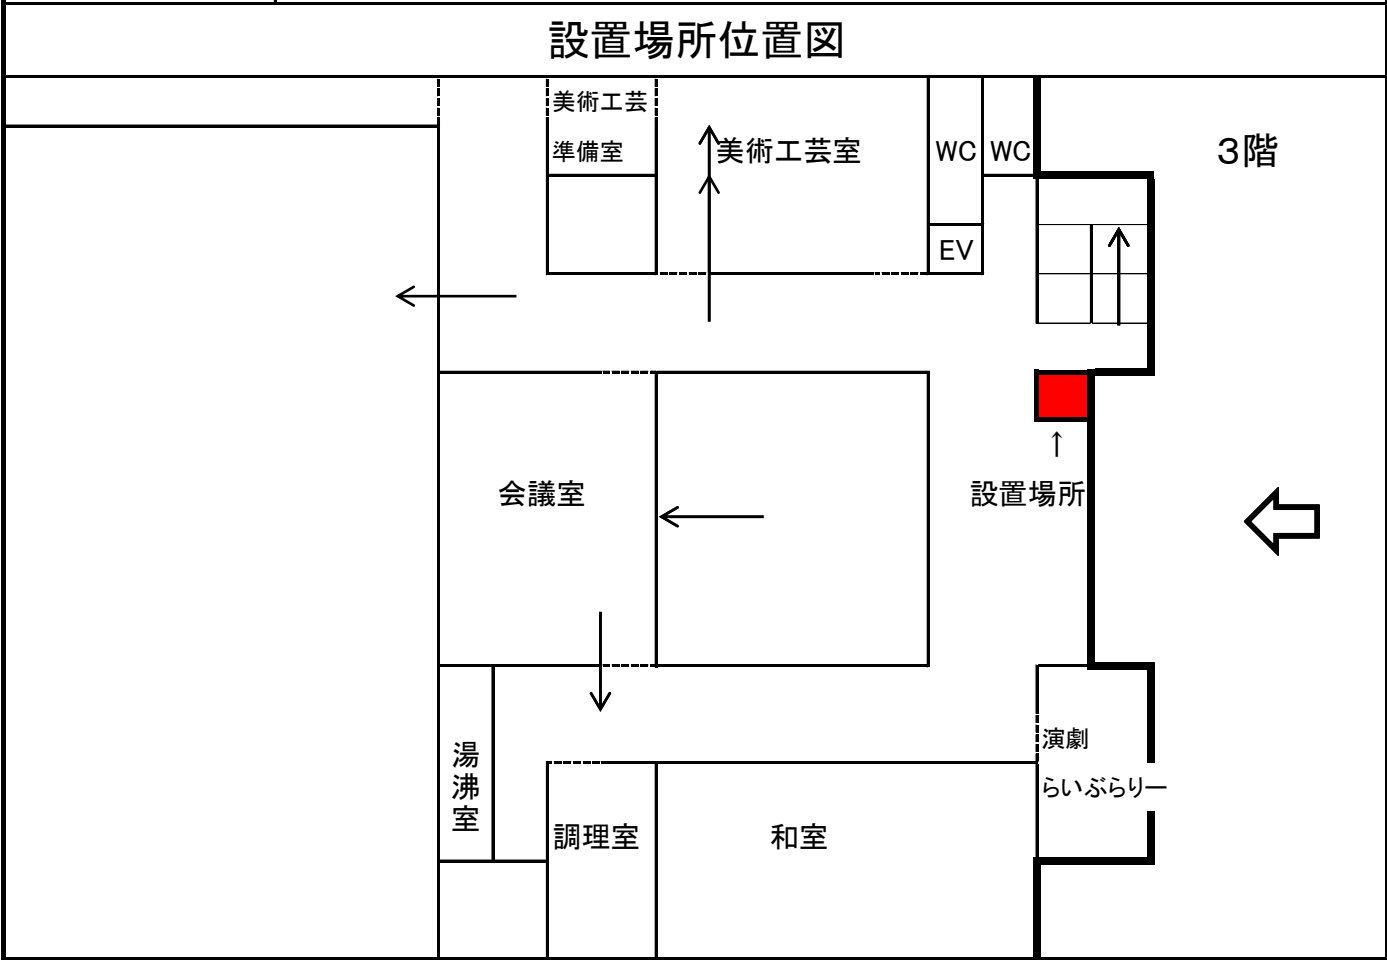 設置場所位置図
美術工芸
準備室
美術工芸室
WC
WC
3階
EV
↑
会議室
設置場所
湯沸室
演劇
らいぶらりー
調理室
和室